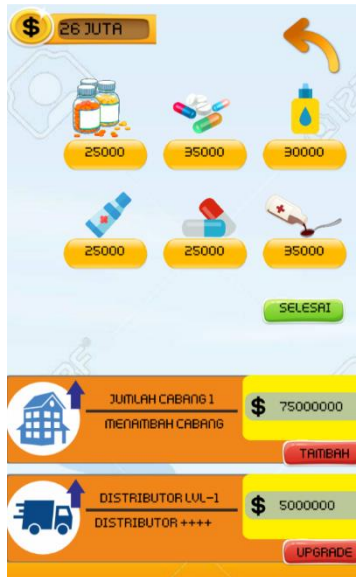 $ 26 JUTA
25000 35000 30000
25000 25000 35000
SELESAI
JUMLAH CABANG 1
MENAMBAH CABANG
$ 75000000
TAMBAH
DISTRIBUTOR LVL-1
DISTRIBUTOR ++++
$ 5000000
UPGRADE